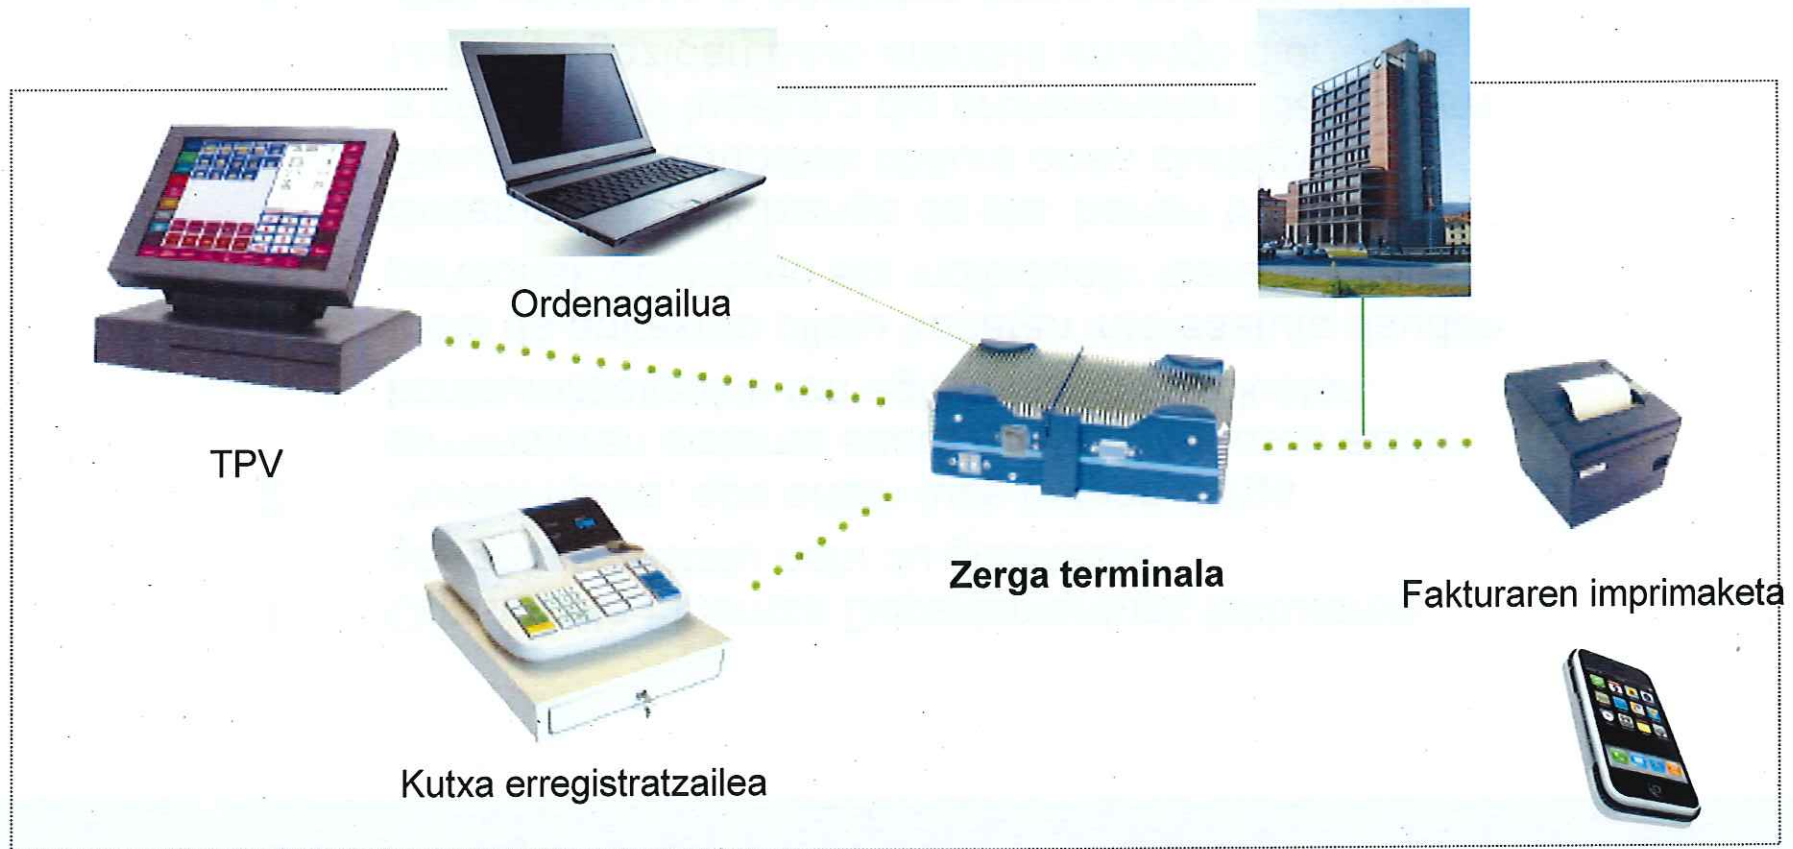 Ordenagailua
TPV
Zerga terminala
Fakturaren imprimaketa
Kutxa erregistratzailea